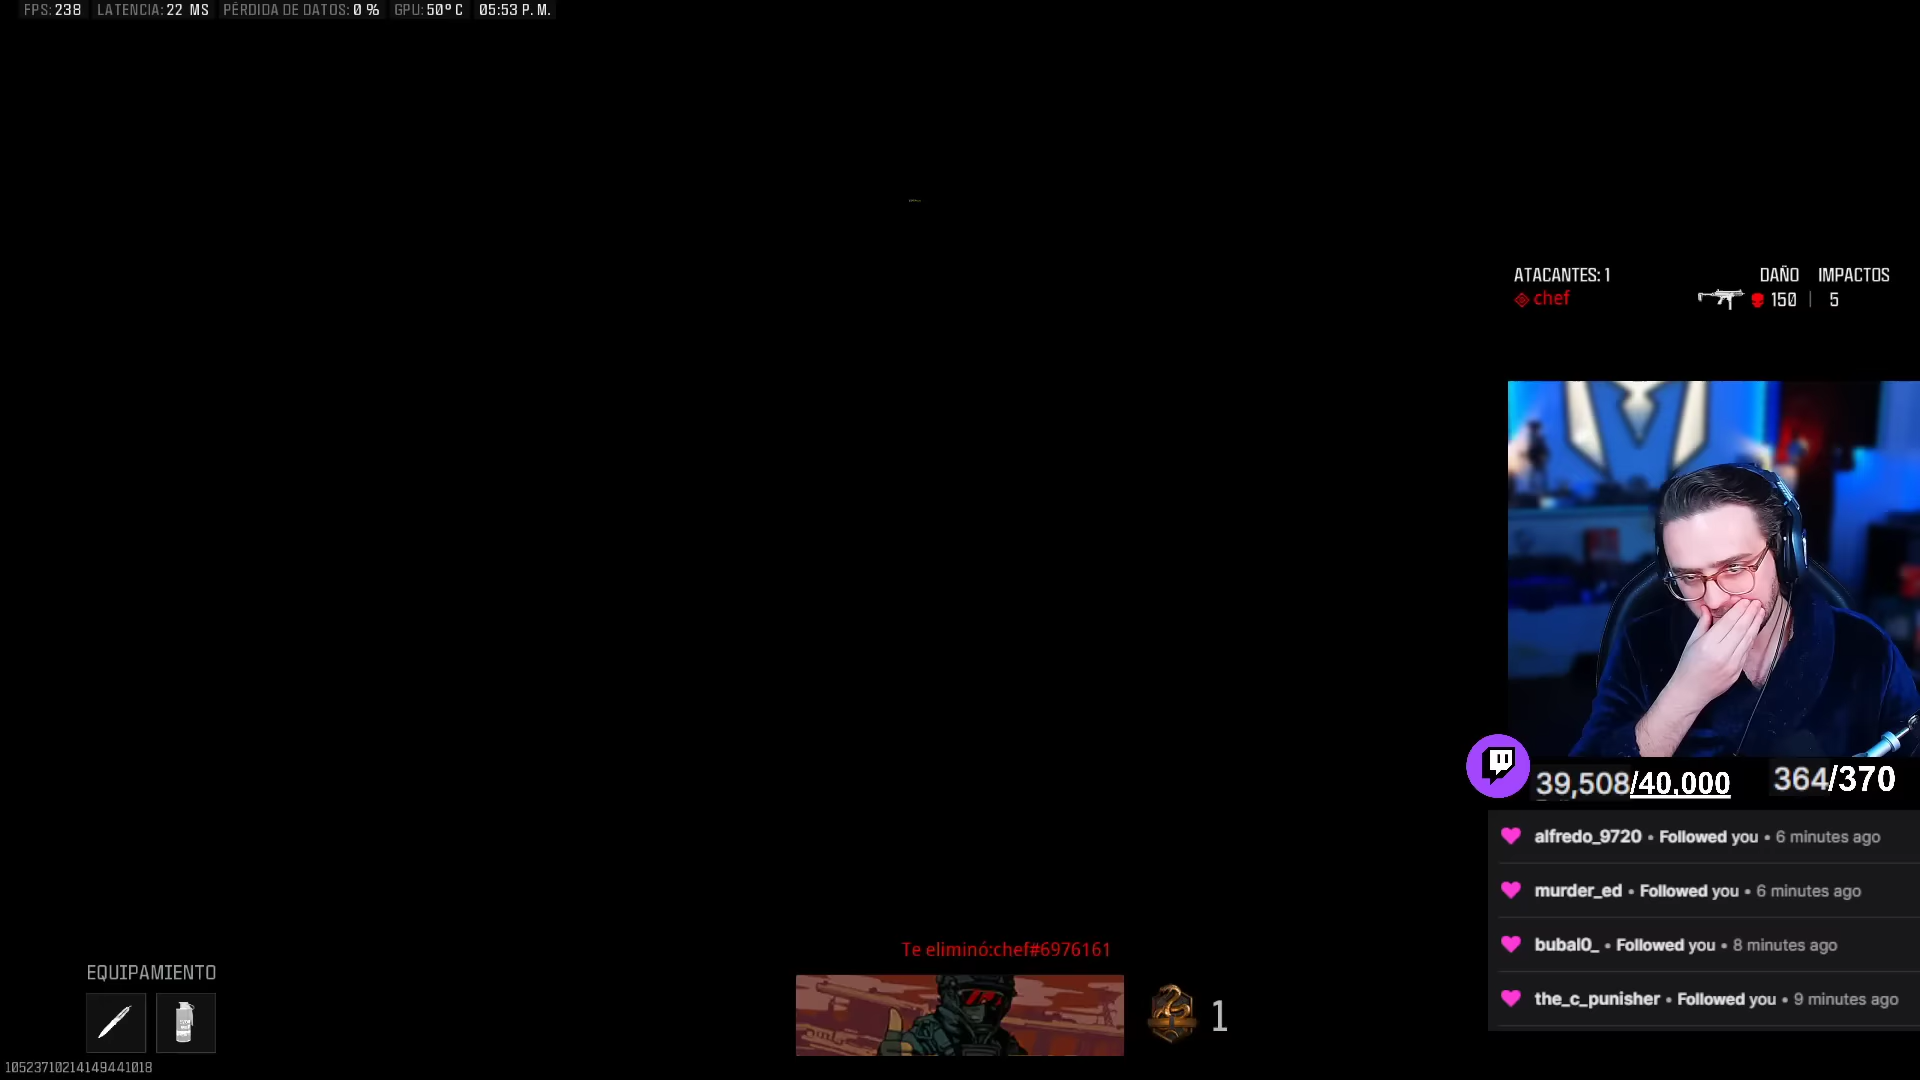 FPS: 238 LATENCIA: 22 MS PÉRDIDA DE DATOS: 0 % GPU: 50° C 05:53 P. M.
ATACANTES: 1 DAÑO IMPACTOS
chef 150 | 5
39,508/40,000 364/370
alfredo_9720 • Followed you • 6 minutes ago
murder_ed • Followed you • 6 minutes ago
bubal0_ • Followed you • 8 minutes ago
the_c_punisher • Followed you • 9 minutes ago
Te eliminó:chef#6976161
1
EQUIPAMIENTO
10523710214149441018